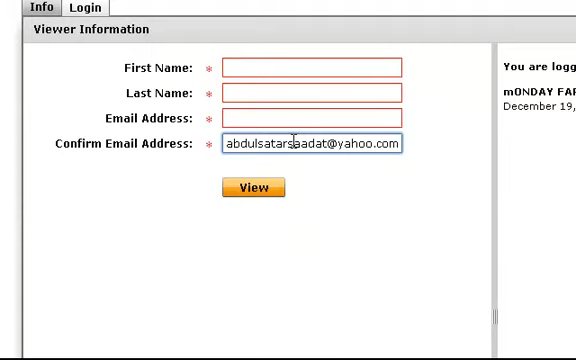 Info Login
Viewer Information
First Name: *
Last Name: *
Email Address: *
Confirm Email Address: * abdulsatarsaadat@yahoo.com
View
You are logg
mONDAY FAR
December 19,